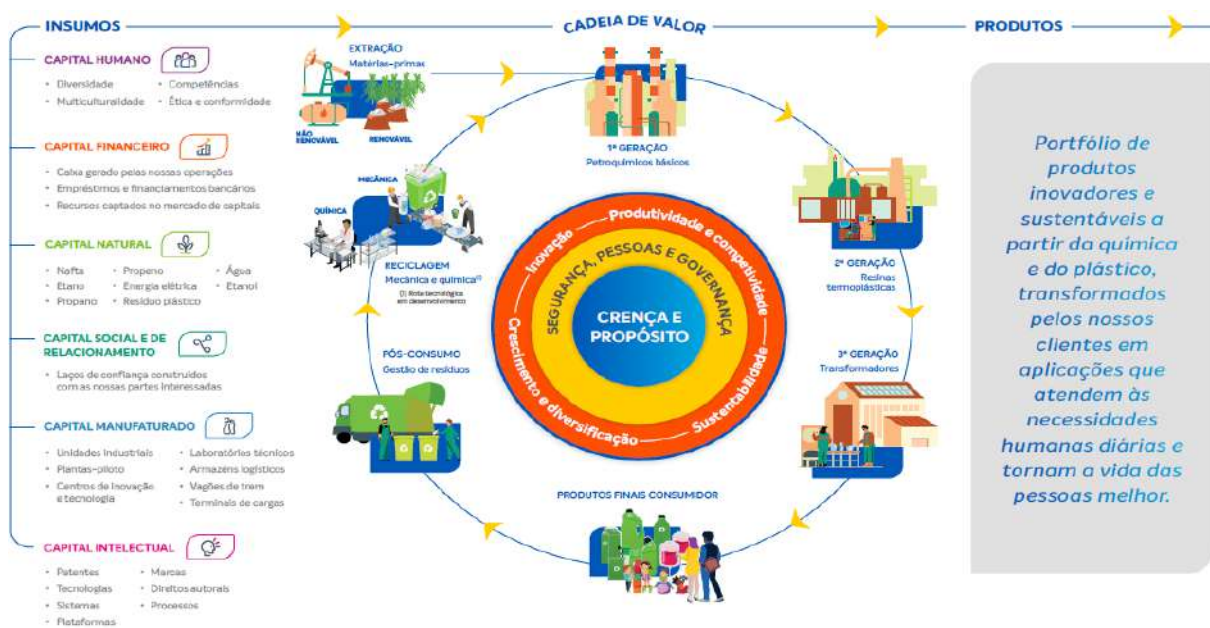 INSUMOS
CAPITAL HUMANO
• Diversidade
• Multiculturalidade
• Competências
• Ética e conformidade
CAPITAL FINANCEIRO
• Caixa gerado pelas nossas operações
• Empréstimos e financiamentos bancários
• Recursos captados no mercado de capitais
CAPITAL NATURAL
• Nafta
• Etano
• Propano
• Propeno
• Energia elétrica
• Resíduo plástico
• Água
• Etanol
CAPITAL SOCIAL E DE
RELACIONAMENTO
• Laços de confiança construídos
com as nossas partes interessadas
CAPITAL MANUFATURADO
• Unidades industriais
• Plantas-piloto
• Centros de inovação
e tecnologia
• Laboratórios técnicos
• Armazéns logísticos
• Vagões de trem
• Terminais de cargas
CAPITAL INTELECTUAL
• Patentes
• Tecnologias
• Sistemas
• Plataformas
• Marcas
• Direitos autorais
• Processos
CADEIA DE VALOR
EXTRAÇÃO
Matérias-primas
NÃO
RENOVÁVEL
RENOVÁVEL
1ª GERAÇÃO
Petroquímicos básicos
2ª GERAÇÃO
Resinas
termoplásticas
3ª GERAÇÃO
Transformadores
PRODUTOS FINAIS CONSUMIDOR
PÓS-CONSUMO
Gestão de resíduos
MECÂNICA
QUÍMICA
RECICLAGEM
Mecânica e química(1)
(1) Rota tecnológica
em desenvolvimento
Inovação
Produtividade e competividade
Sustentabilidade
Crescimento e diversificação
SEGURANÇA, PESSOAS E GOVERNANÇA
CRENÇA E
PROPÓSITO
PRODUTOS
Portfólio de
produtos
inovadores e
sustentáveis a
partir da química
e do plástico,
transformados
pelos nossos
clientes em
aplicações que
atendem às
necessidades
humanas diárias e
tornam a vida das
pessoas melhor.